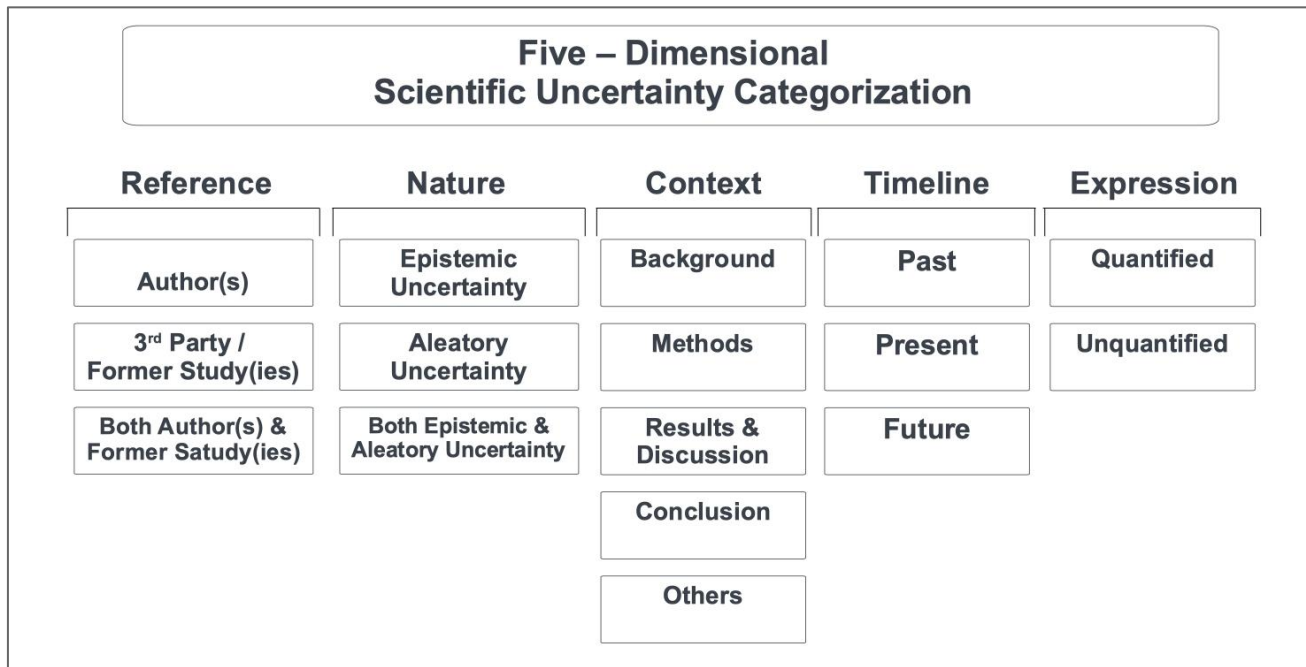 Five – Dimensional
Scientific Uncertainty Categorization
Reference
Author(s)
3rd Party /
Former Study(ies)
Both Author(s) &
Former Satudy(ies)
Nature
Epistemic
Uncertainty
Aleatory
Uncertainty
Both Epistemic &
Aleatory Uncertainty
Context
Background
Methods
Results &
Discussion
Conclusion
Others
Timeline
Past
Present
Future
Expression
Quantified
Unquantified